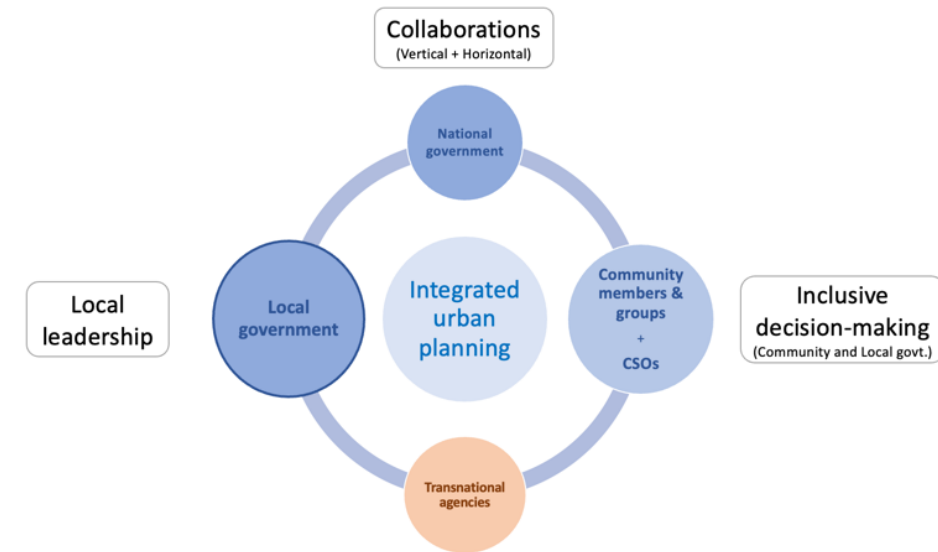 Collaborations
(Vertical + Horizontal)
National
government
Local
leadership
Local
government
Integrated
urban
planning
Community
members &
groups
+
CSOs
Inclusive
decision-making
(Community and Local govt.)
Transnational
agencies